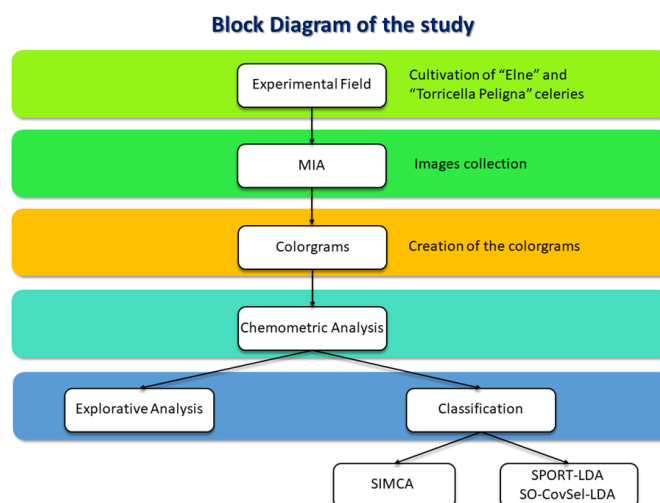 Block Diagram of the study
Experimental Field
Cultivation of “Elne” and
“Torricella Peligna” celeries
MIA
Images collection
Colorgrams
Creation of the colorgrams
Chemometric Analysis
Explorative Analysis
Classification
SIMCA
SPORT-LDA
SO-CovSel-LDA